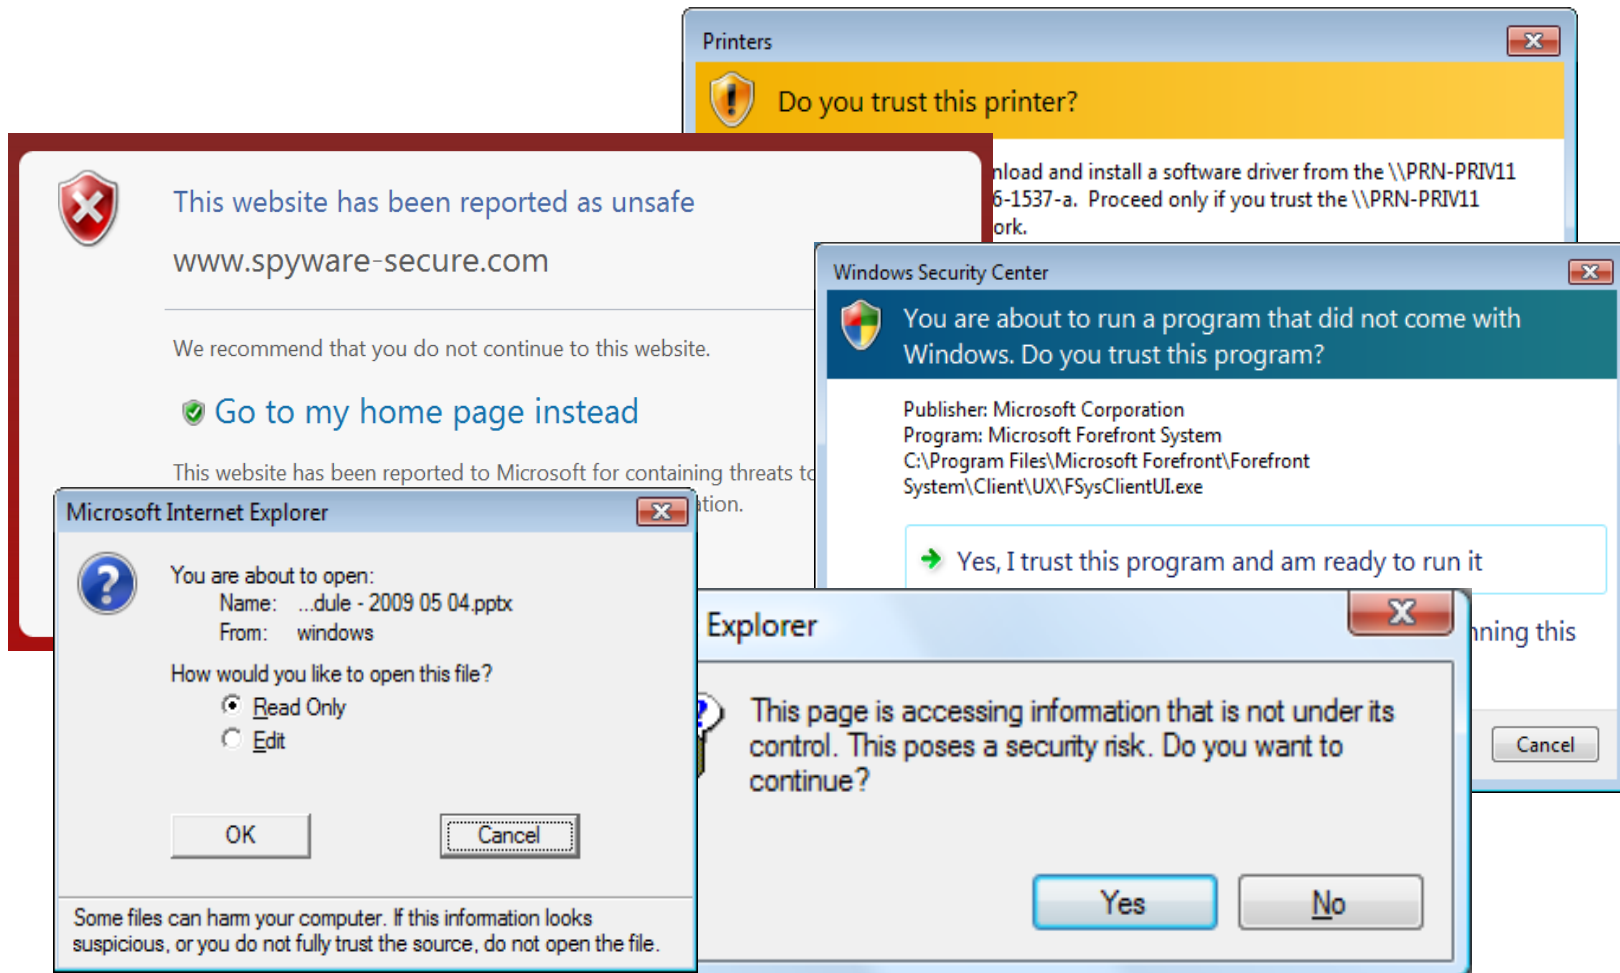 Printers
Do you trust this printer?
nload and install a software driver from the \\PRN-PRIV11
6-1537-a. Proceed only if you trust the \\PRN-PRIV11
ork.
This website has been reported as unsafe
www.spyware-secure.com
We recommend that you do not continue to this website.
Go to my home page instead
This website has been reported to Microsoft for containing threats to
ation.
Windows Security Center
You are about to run a program that did not come with
Windows. Do you trust this program?
Publisher: Microsoft Corporation
Program: Microsoft Forefront System
C:\Program Files\Microsoft Forefront\Forefront
System\Client\UX\FSysClientUI.exe
Yes, I trust this program and am ready to run it
nning this
Cancel
Microsoft Internet Explorer
You are about to open:
Name: ...dule - 2009 05 04.pptx
From: windows
How would you like to open this file?
Read Only
Edit
OK
Cancel
Some files can harm your computer. If this information looks
suspicious, or you do not fully trust the source, do not open the file.
Explorer
This page is accessing information that is not under its
control. This poses a security risk. Do you want to
continue?
Yes
No